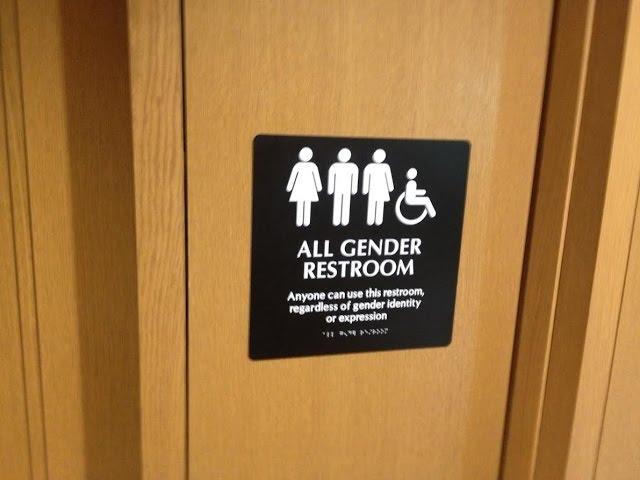 ALL GENDER
RESTROOM
Anyone can use this restroom,
regardless of gender identity
or expression